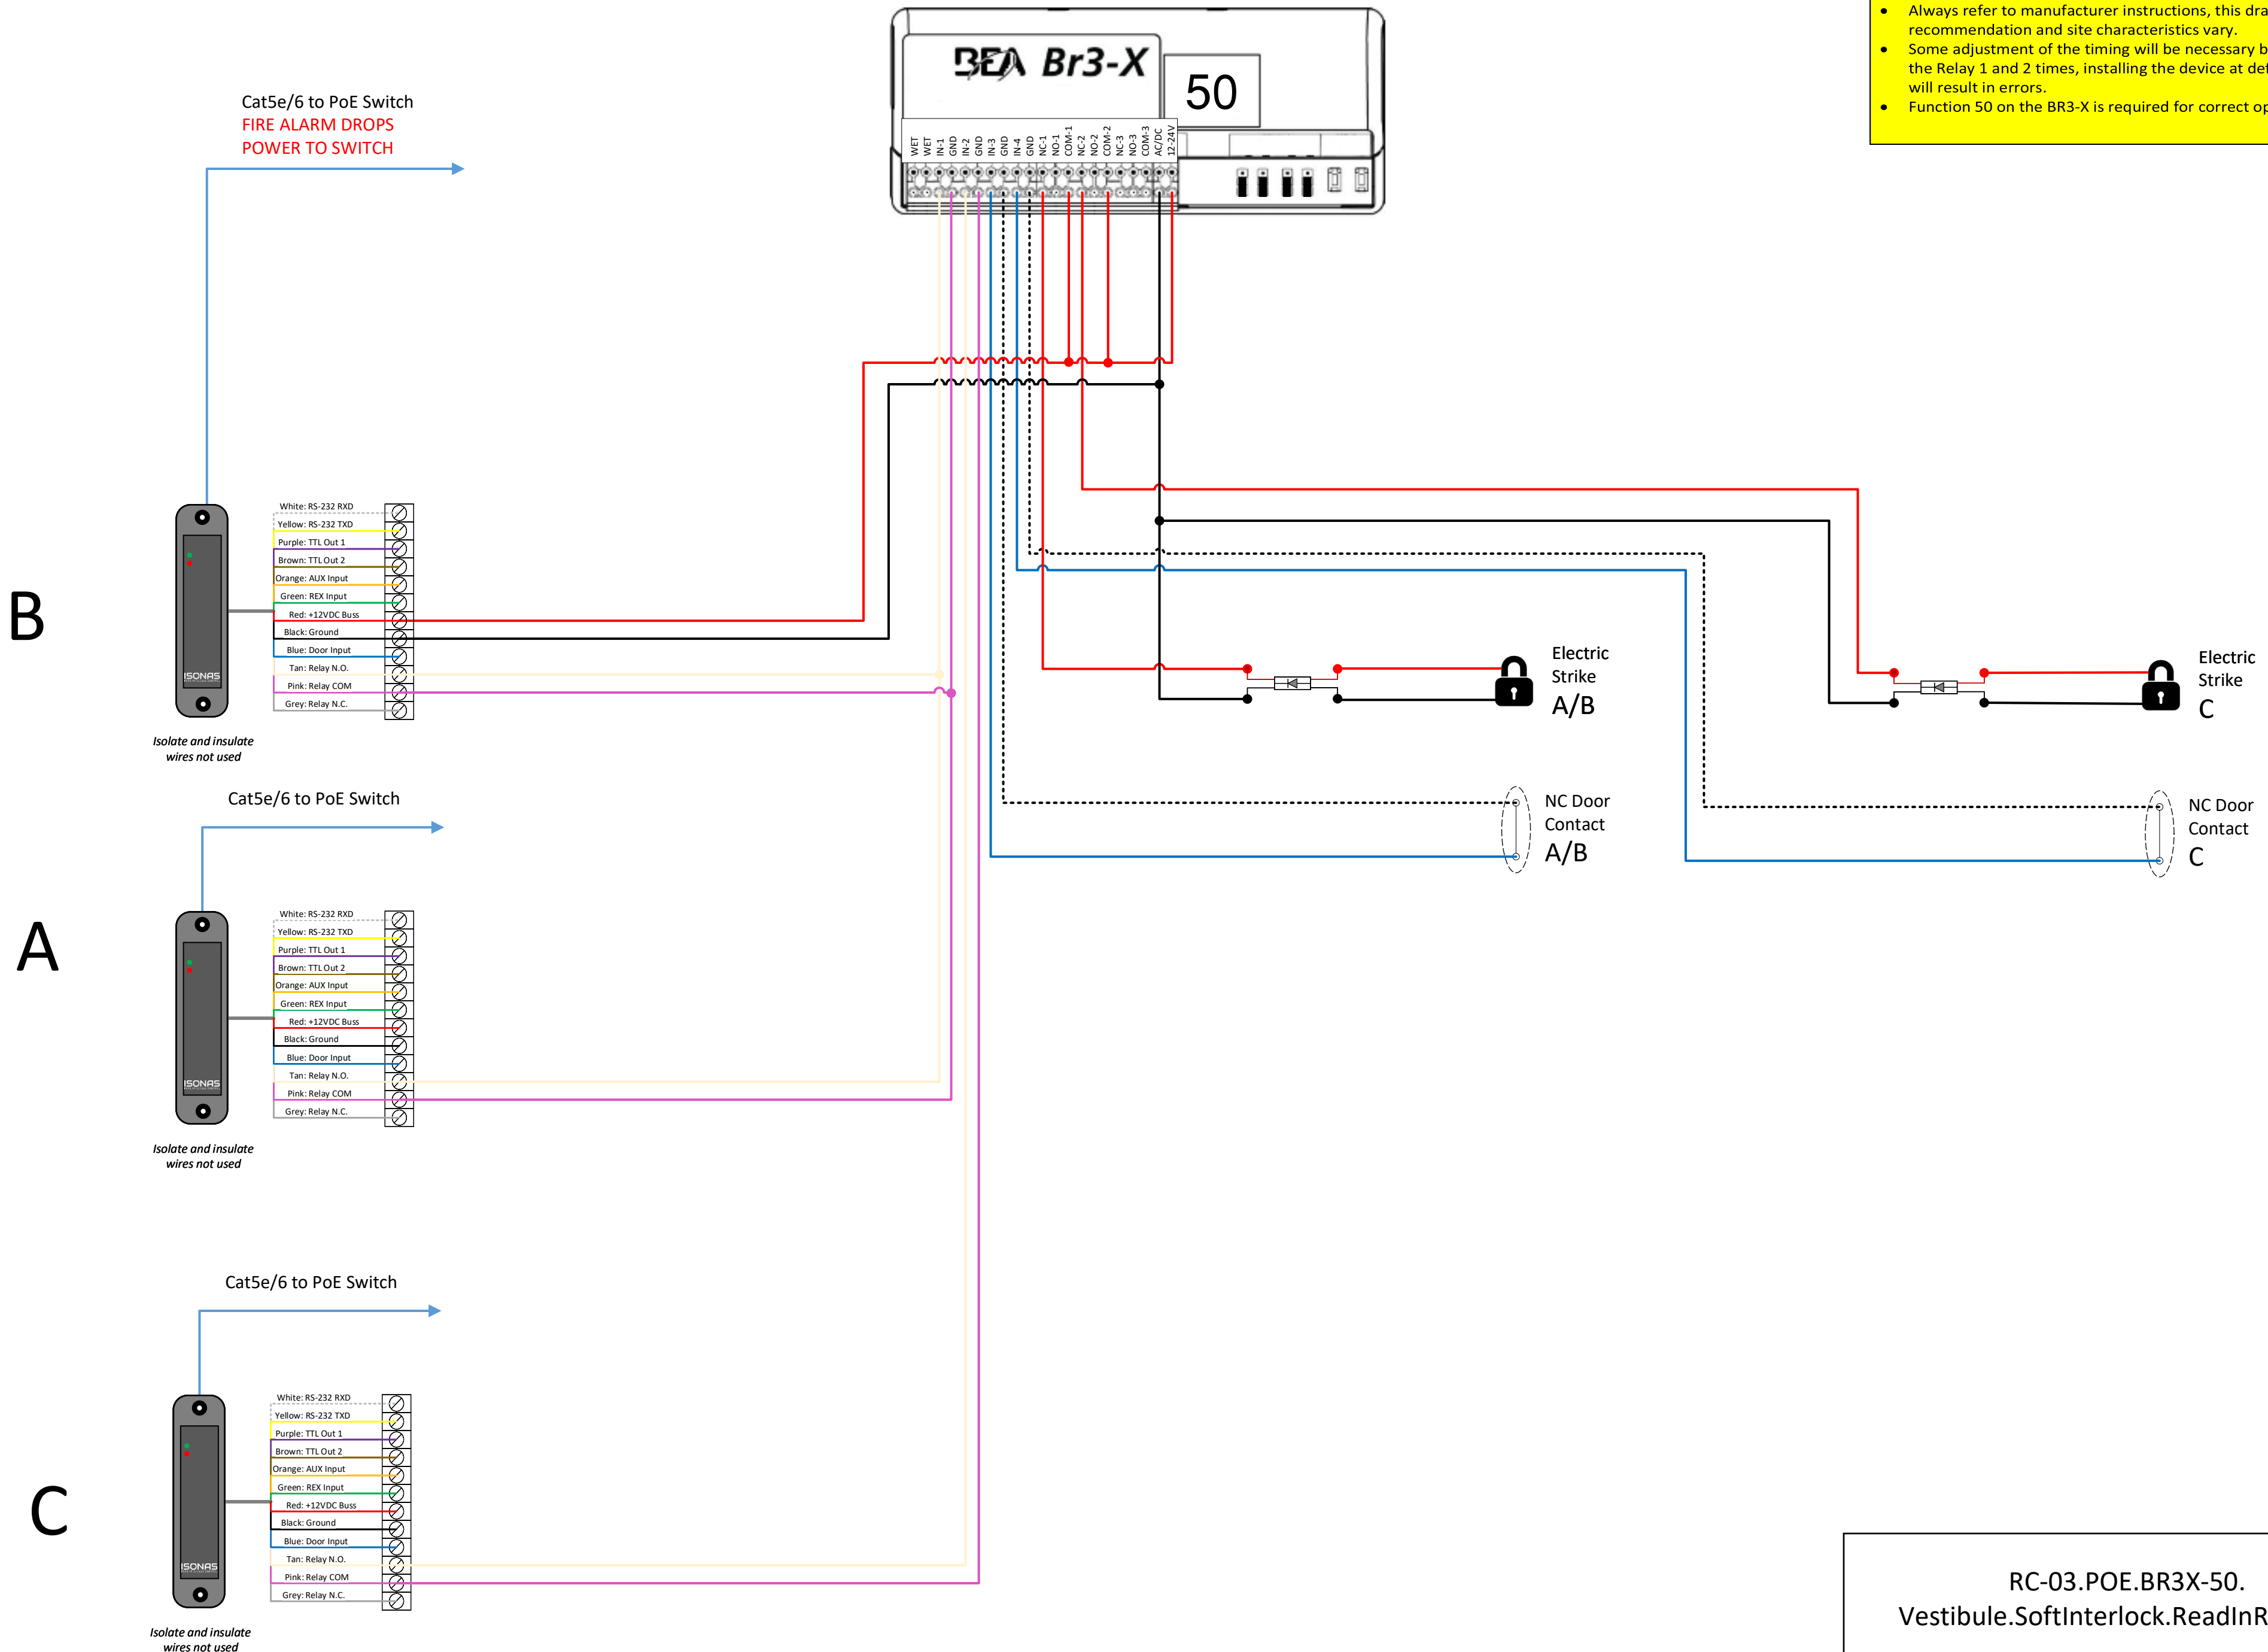 • Always refer to manufacturer instructions, this
recommendation and site characteristics vary.
• Some adjustment of the timing will be necessary
the Relay 1 and 2 times, installing the device at
will result in errors.
• Function 50 on the BR3-X is required for correct
BEA Br3-X
50
WET
WET
IN-1
GND
IN-2
GND
IN-3
GND
IN-4
GND
NC-1
NO-1
COM-1
NC-2
NO-2
COM-2
NC-3
NO-3
COM-3
AC/DC
12-24V
Cat5e/6 to PoE Switch
FIRE ALARM DROPS
POWER TO SWITCH
B
ISONAS
White: RS-232 RXD
Yellow: RS-232 TXD
Purple: TTL Out 1
Brown: TTL Out 2
Orange: AUX Input
Green: REX Input
Red: +12VDC Buss
Black: Ground
Blue: Door Input
Tan: Relay N.O.
Pink: Relay COM
Grey: Relay N.C.
Isolate and insulate
wires not used
Electric
Strike
A/B
Electric
Strike
C
NC Door
Contact
A/B
NC Door
Contact
C
Cat5e/6 to PoE Switch
A
ISONAS
White: RS-232 RXD
Yellow: RS-232 TXD
Purple: TTL Out 1
Brown: TTL Out 2
Orange: AUX Input
Green: REX Input
Red: +12VDC Buss
Black: Ground
Blue: Door Input
Tan: Relay N.O.
Pink: Relay COM
Grey: Relay N.C.
Isolate and insulate
wires not used
Cat5e/6 to PoE Switch
C
ISONAS
White: RS-232 RXD
Yellow: RS-232 TXD
Purple: TTL Out 1
Brown: TTL Out 2
Orange: AUX Input
Green: REX Input
Red: +12VDC Buss
Black: Ground
Blue: Door Input
Tan: Relay N.O.
Pink: Relay COM
Grey: Relay N.C.
Isolate and insulate
wires not used
RC-03.POE.BR3X-50.
Vestibule.SoftInterlock.ReadInR